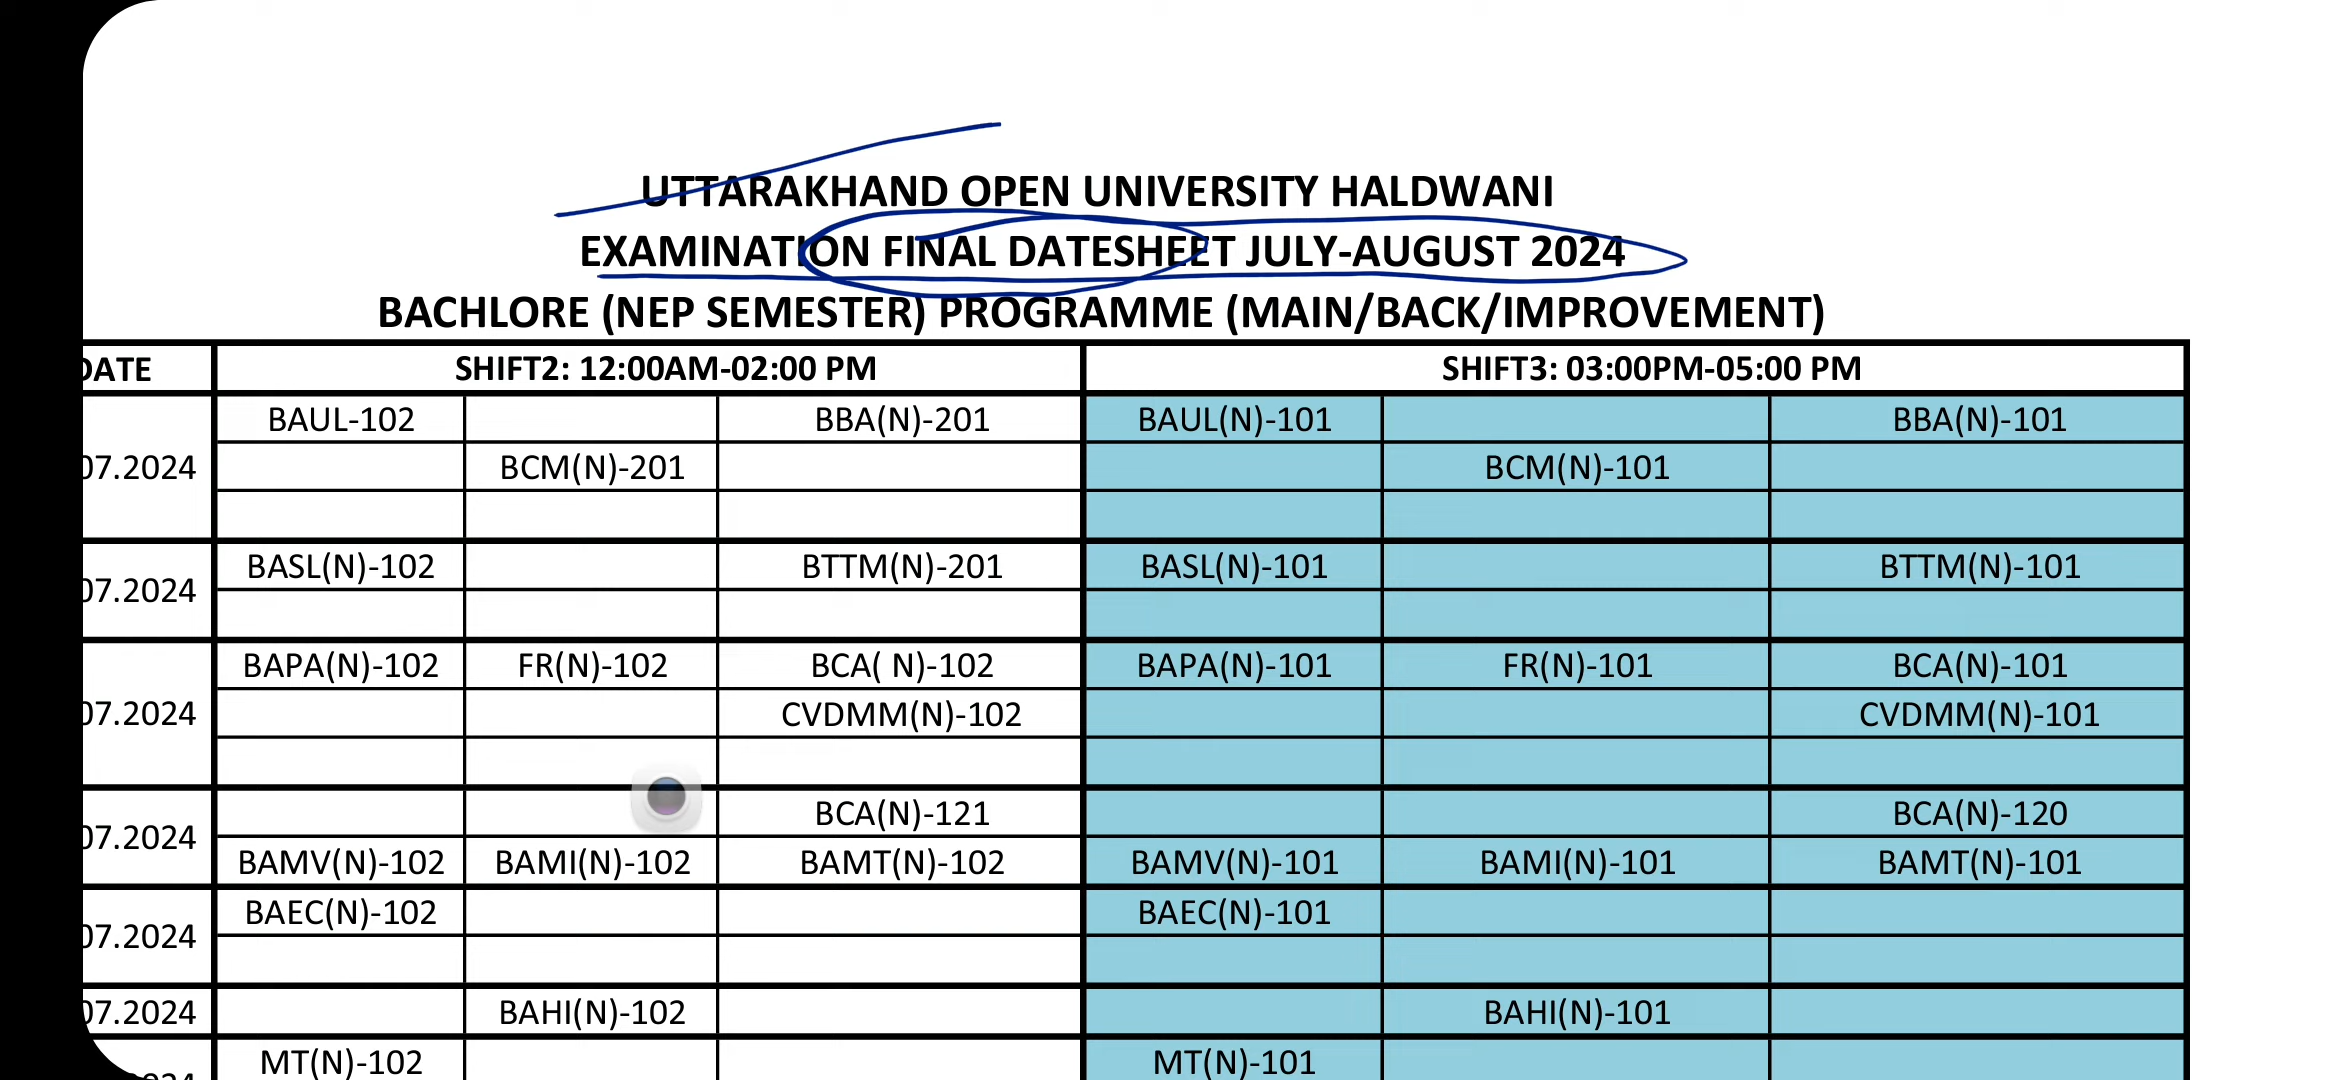 UTTARAKHAND OPEN UNIVERSITY HALDWANI
EXAMINATION FINAL DATESHEET JULY-AUGUST 2024
BACHLORE (NEP SEMESTER) PROGRAMME (MAIN/BACK/IMPROVEMENT)
DATE SHIFT2: 12:00AM-02:00 PM SHIFT3: 03:00PM-05:00 PM
BAUL-102 BBA(N)-201 BAUL(N)-101 BBA(N)-101
07.2024 BCM(N)-201 BCM(N)-101
BASL(N)-102 BTTM(N)-201 BASL(N)-101 BTTM(N)-101
07.2024
BAPA(N)-102 FR(N)-102 BCA( N)-102 BAPA(N)-101 FR(N)-101 BCA(N)-101
07.2024 CVDMM(N)-102 CVDMM(N)-101
BCA(N)-121 BCA(N)-120
07.2024 BAMV(N)-102 BAMI(N)-102 BAMT(N)-102 BAMV(N)-101 BAMI(N)-101 BAMT(N)-101
BAEC(N)-102 BAEC(N)-101
07.2024
07.2024 BAHI(N)-102 BAHI(N)-101
MT(N)-102 MT(N)-101